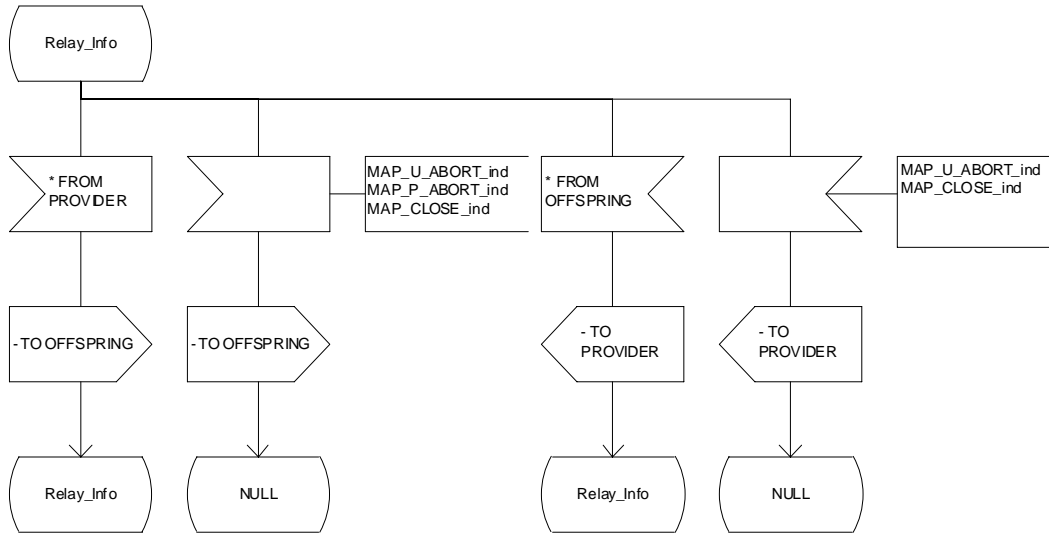 Relay_Info
* FROM
PROVIDER
MAP_U_ABORT_ind
MAP_P_ABORT_ind
MAP_CLOSE_ind
* FROM
OFFSPRING
MAP_U_ABORT_ind
MAP_CLOSE_ind
- TO OFFSPRING
- TO OFFSPRING
- TO
PROVIDER
- TO
PROVIDER
Relay_Info
NULL
Relay_Info
NULL